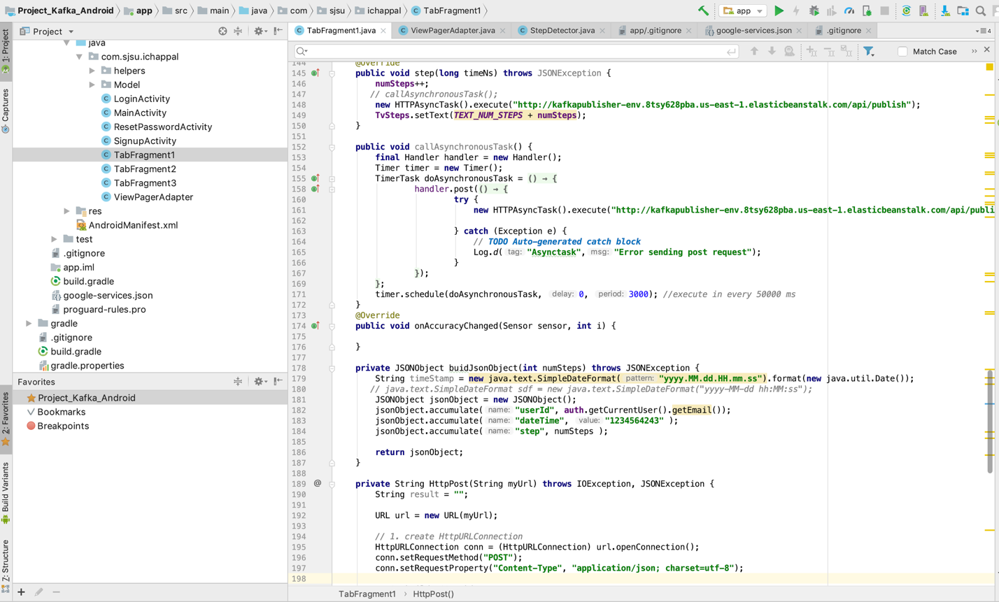 Project_Kafka_Android app src main java com sjsu ichappal TabFragment1
app
1: Project
Captures
2: Favorites
Build Variants
7: Structure
Project
java
com.sjsu.ichappal
helpers
Model
LoginActivity
MainActivity
ResetPasswordActivity
SignupActivity
TabFragment1
TabFragment2
TabFragment3
ViewPagerAdapter
res
AndroidManifest.xml
test
.gitignore
app.iml
build.gradle
google-services.json
proguard-rules.pro
gradle
.gitignore
build.gradle
gradle.properties
Favorites
Project_Kafka_Android
Bookmarks
Breakpoints
TabFragment1.java ViewPagerAdapter.java StepDetector.java app/.gitignore google-services.json .gitignore
Match Case
144 @Override
145 public void step(long timeNs) throws JSONException {
146 numSteps++;
147 // callAsynchronousTask();
148 new HTTPAsyncTask().execute("http://kafkapublisher-env.8tsy628pba.us-east-1.elasticbeanstalk.com/api/publish");
149 TvSteps.setText(TEXT_NUM_STEPS + numSteps);
150 }
151
152 public void callAsynchronousTask() {
153 final Handler handler = new Handler();
154 Timer timer = new Timer();
155 TimerTask doAsynchronousTask = () → {
158 handler.post(() → {
160 try {
161 new HTTPAsyncTask().execute("http://kafkapublisher-env.8tsy628pba.us-east-1.elasticbeanstalk.com/api/publi
162
163 } catch (Exception e) {
164 // TODO Auto-generated catch block
165 Log.d( tag: "Asynctask", msg: "Error sending post request");
166 }
167 });
169 };
171 timer.schedule(doAsynchronousTask, delay: 0, period: 3000); //execute in every 50000 ms
172 }
173 @Override
174 public void onAccuracyChanged(Sensor sensor, int i) {
175
176 }
177
178 private JSONObject buidJsonObject(int numSteps) throws JSONException {
179 String timeStamp = new java.text.SimpleDateFormat( pattern: "yyyy.MM.dd.HH.mm.ss").format(new java.util.Date());
180 // java.text.SimpleDateFormat sdf = new java.text.SimpleDateFormat("yyyy-MM-dd hh:MM:ss");
181 JSONObject jsonObject = new JSONObject();
182 jsonObject.accumulate( name: "userId", auth.getCurrentUser().getEmail());
183 jsonObject.accumulate( name: "dateTime", value: "1234564243" );
184 jsonObject.accumulate( name: "step", numSteps );
185
186 return jsonObject;
187 }
188
189 @ private String HttpPost(String myUrl) throws IOException, JSONException {
190 String result = "";
191
192 URL url = new URL(myUrl);
193
194 // 1. create HttpURLConnection
195 HttpURLConnection conn = (HttpURLConnection) url.openConnection();
196 conn.setRequestMethod("POST");
197 conn.setRequestProperty("Content-Type", "application/json; charset=utf-8");
198
TabFragment1 › HttpPost()